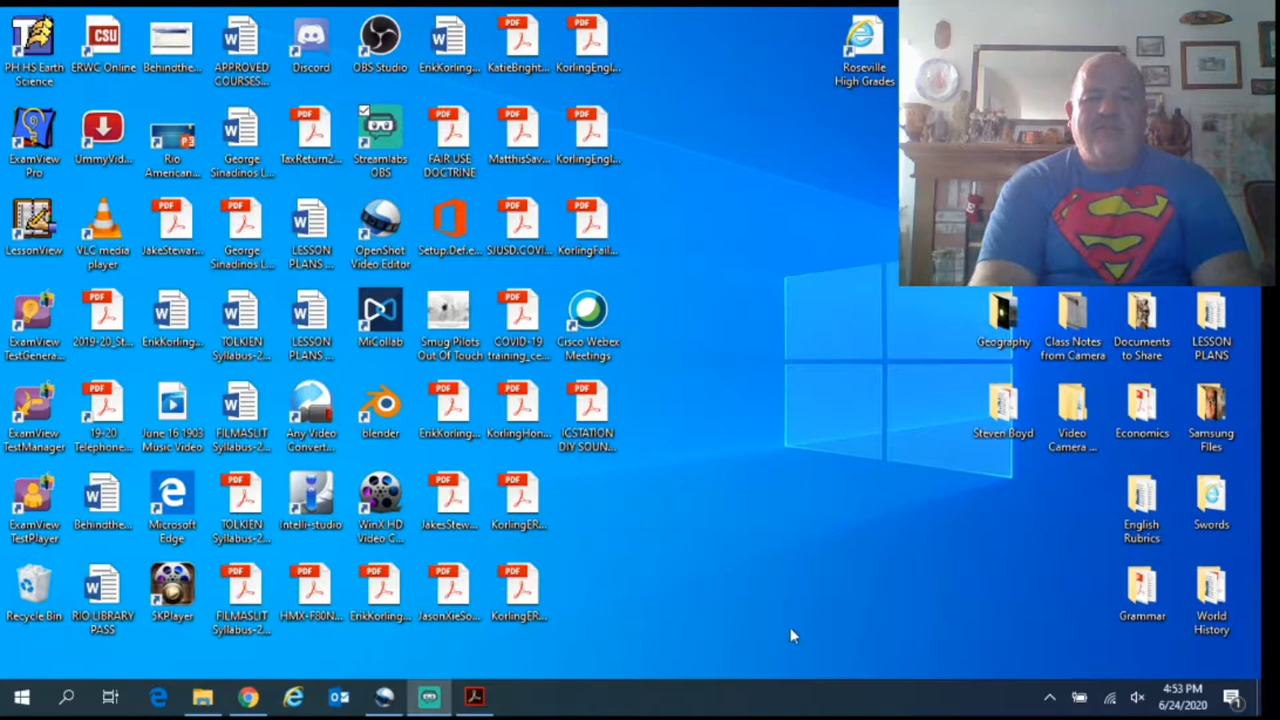 PH HS Earth
Science
ERWC Online
Behindthe...
APPROVED
COURSES...
Discord
OBS Studio
ErikKorling...
KatieBright...
KorlingEngl...
Roseville
High Grades
CSU
ExamView
Pro
UmmyVid...
Rio
American...
George
Sinadinos L...
TaxReturn2...
Streamlabs
OBS
FAIR USE
DOCTRINE
MatthisSav...
KorlingEngl...
LessonView
VLC media
player
JakeStewar...
George
Sinadinos L...
LESSON
PLANS ...
OpenShot
Video Editor
Setup.Def.e...
SJUSD.COVI...
KorlingFall...
ExamView
TestGenera...
2019-20_St...
ErikKorling...
TOLKIEN
Syllabus-2...
LESSON
PLANS ...
MiCollab
Smug Pilots
Out Of Touch
COVID-19
training_ce...
Cisco Webex
Meetings
Geography
Class Notes
from Camera
Documents
to Share
LESSON
PLANS
ExamView
TestManager
19-20
Telephone...
June 16 1903
Music Video
FILMASLIT
Syllabus-2...
Any Video
Convert...
blender
ErikKorling...
KorlingHon...
ICSTATION
DIY SOUN...
Steven Boyd
Video
Camera ...
Economics
Samsung
FIles
ExamView
TestPlayer
Behindthe...
Microsoft
Edge
TOLKIEN
Syllabus-2...
Intelli-studio
WinX HD
Video C...
JakesStew...
KorlingER...
English
Rubrics
Swords
Recycle Bin
RIO LIBRARY
PASS
5KPlayer
FILMASLIT
Syllabus-2...
HMX-F80N...
ErikKorling...
JasonXieSo...
KorlingER...
Grammar
World
History
4:53 PM
6/24/2020